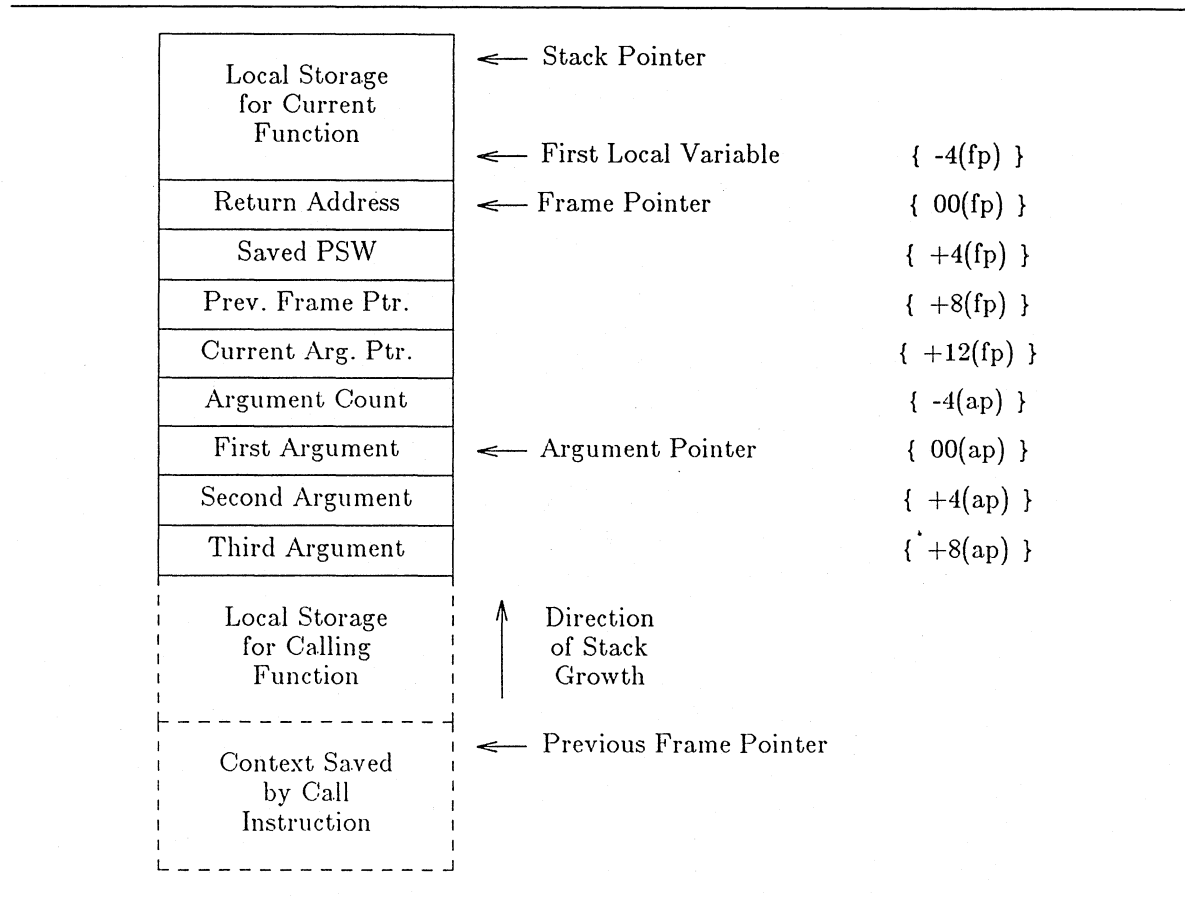 Stack Pointer
Local Storage
for Current
Function
First Local Variable { -4(fp) }
Return Address Frame Pointer { 00(fp) }
Saved PSW { +4(fp) }
Prev. Frame Ptr. { +8(fp) }
Current Arg. Ptr. { +12(fp) }
Argument Count { -4(ap) }
First Argument Argument Pointer { 00(ap) }
Second Argument { +4(ap) }
Third Argument { +8(ap) }
Local Storage
for Calling
Function
Direction
of Stack
Growth
Previous Frame Pointer
Context Saved
by Call
Instruction